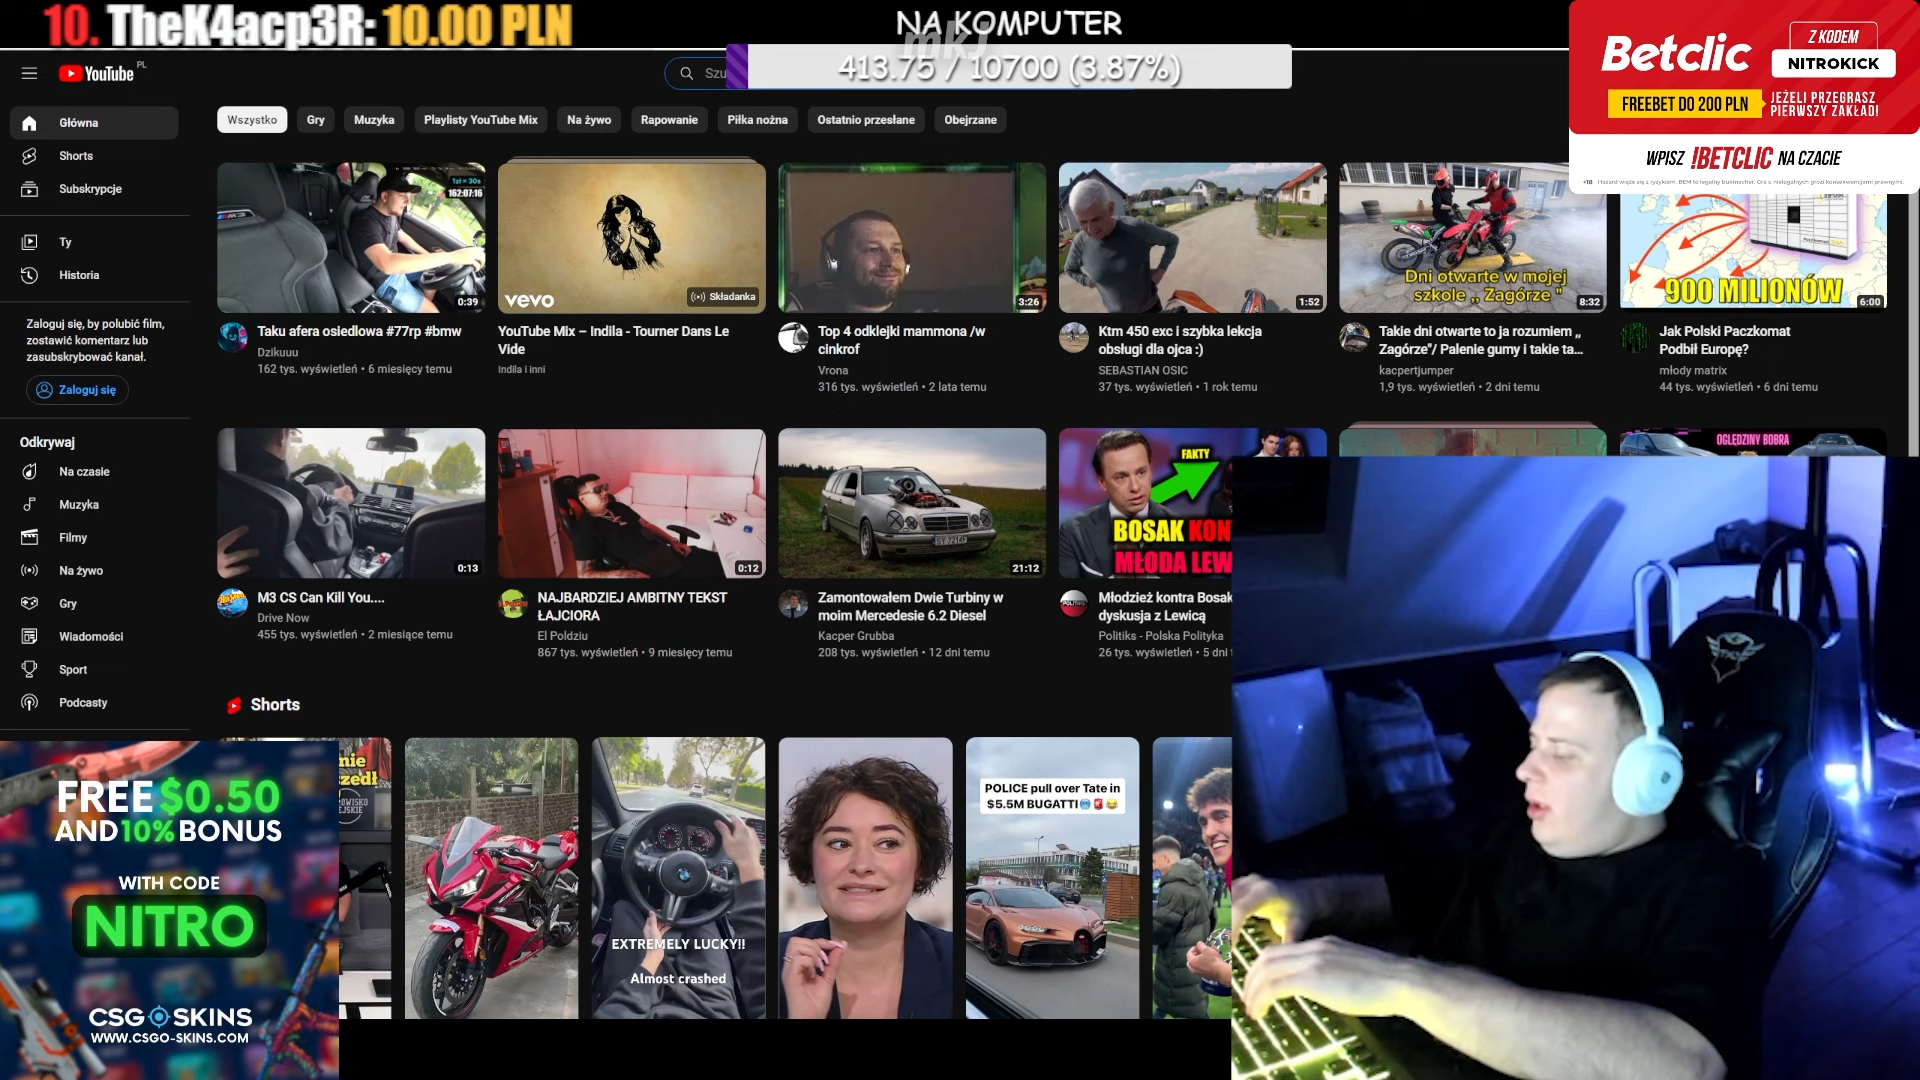 10. TheK4acp3R: 10.00 PLN
NA KOMPUTER
413.75 / 10700 (3.87%)
Betclic
Z KODEM
NITROKICK
FREEBET DO 200 PLN
JEŻELI PRZEGRASZ
PIERWSZY ZAKŁAD!
WPISZ !BETCLIC NA CZACIE
YouTube PL
Szu
Wszystko
Gry
Muzyka
Playlisty YouTube Mix
Na żywo
Rapowanie
Piłka nożna
Ostatnio przesłane
Obejrzane
Główna
Shorts
Subskrypcje
Ty
Historia
Zaloguj się, by polubić film,
zostawić komentarz lub
zasubskrybować kanał.
Zaloguj się
Odkrywaj
Na czasie
Muzyka
Filmy
Na żywo
Gry
Wiadomości
Sport
Podcasty
1zł = 30s
162:07:16
0:39
Taku afera osiedlowa #77rp #bmw
Dzikuuu
162 tys. wyświetleń • 6 miesięcy temu
vevo
Składanka
YouTube Mix – Indila - Tourner Dans Le
Vide
Indila i inni
3:26
Top 4 odklejki mammona /w
cinkrof
Vrona
316 tys. wyświetleń • 2 lata temu
1:52
Ktm 450 exc i szybka lekcja
obsługi dla ojca :)
SEBASTIAN OSIC
37 tys. wyświetleń • 1 rok temu
Dni otwarte w mojej
szkole ,, Zagórze "
8:32
Takie dni otwarte to ja rozumiem „
Zagórze"/ Palenie gumy i takie ta...
kacpertjumper
1,9 tys. wyświetleń • 2 dni temu
900 MILIONÓW
6:00
Jak Polski Paczkomat
Podbił Europę?
młody matrix
44 tys. wyświetleń • 6 dni temu
0:13
M3 CS Can Kill You....
Drive Now
455 tys. wyświetleń • 2 miesiące temu
0:12
NAJBARDZIEJ AMBITNY TEKST
ŁAJCIORA
El Poldziu
867 tys. wyświetleń • 9 miesięcy temu
21:12
Zamontowałem Dwie Turbiny w
moim Mercedesie 6.2 Diesel
Kacper Grubba
208 tys. wyświetleń • 12 dni temu
FAKTY
BOSAK KON
MŁODA LEW
Młodzież kontra Bosak
dyskusja z Lewicą
Politiks - Polska Polityka
26 tys. wyświetleń • 5 dni
OGLĘDZINY BOBRA
Shorts
EXTREMELY LUCKY!!
Almost crashed
POLICE pull over Tate in
$5.5M BUGATTI
FREE $0.50
AND 10% BONUS
WITH CODE
NITRO
CSG SKINS
WWW.CSGO-SKINS.COM